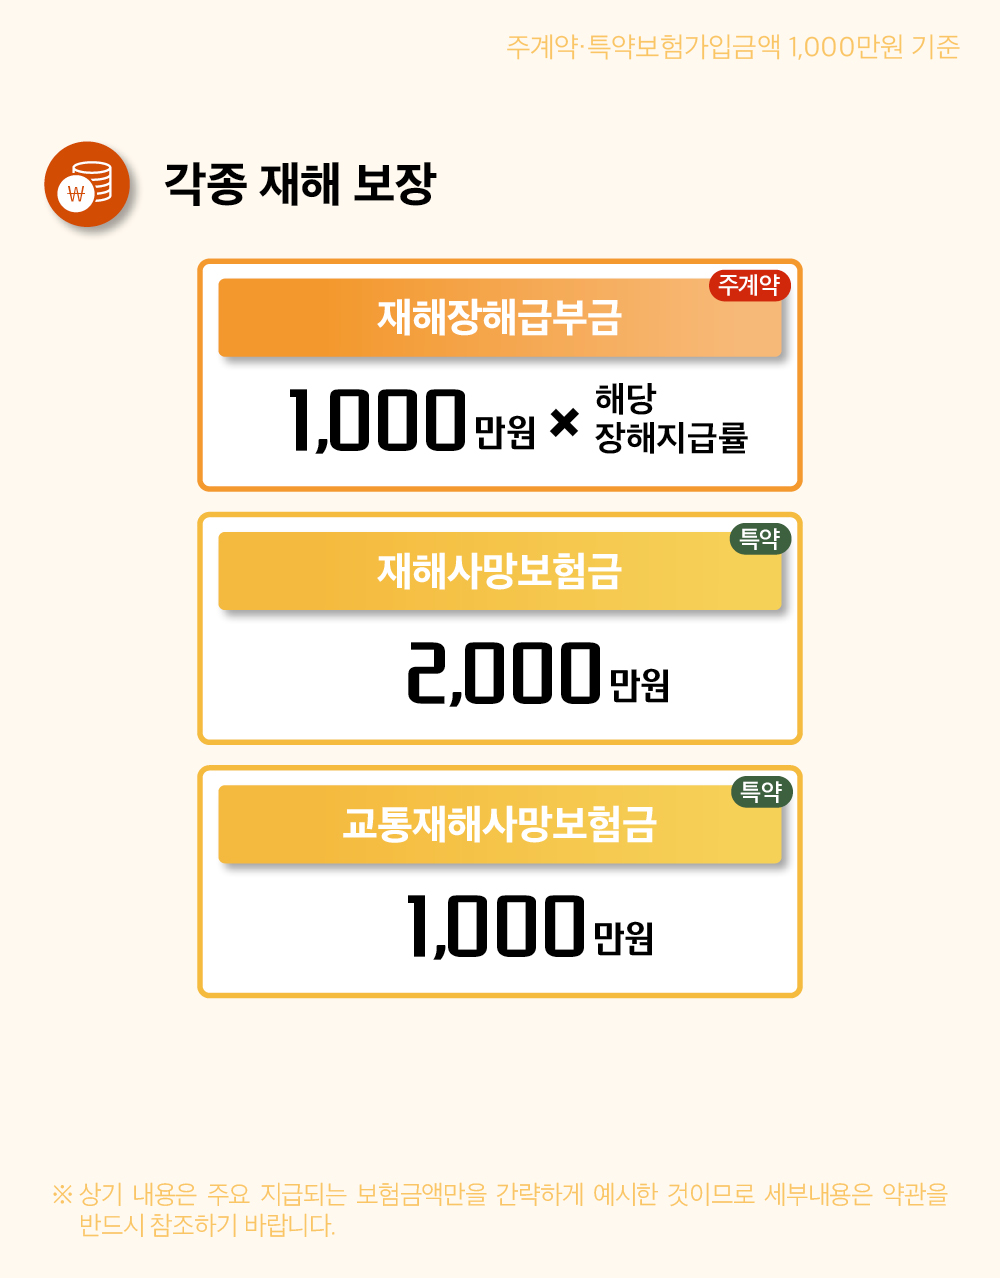 주계약·특약보험가입금액 1,000만원 기준
₩
각종 재해 보장
주계약
재해장해급부금
1,000만원 × 해당
장해지급률
특약
재해사망보험금
2,000만원
특약
교통재해사망보험금
1,000만원
※ 상기 내용은 주요 지급되는 보험금액만을 간략하게 예시한 것이므로 세부내용은 약관을
반드시 참조하기 바랍니다.